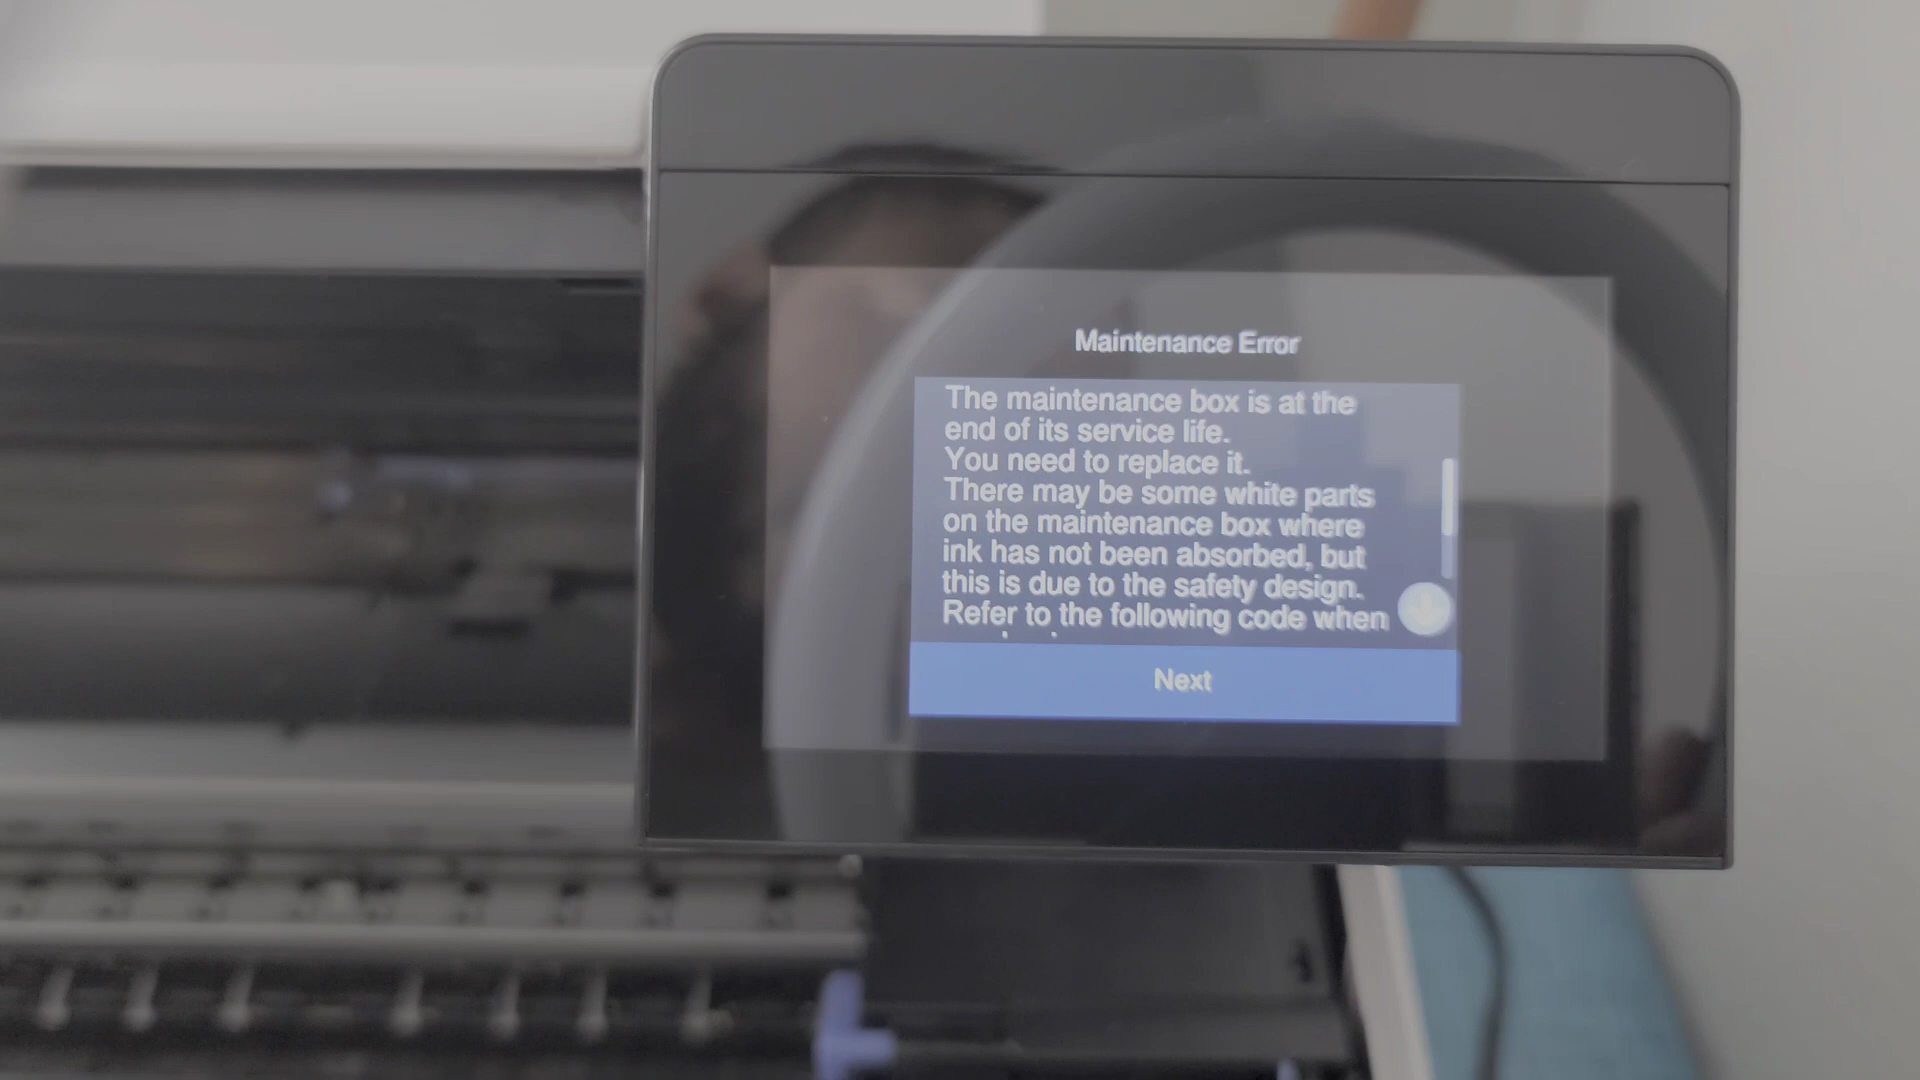 Maintenance Error
The maintenance box is at the
end of its service life.
You need to replace it.
There may be some white parts
on the maintenance box where
ink has not been absorbed, but
this is due to the safety design.
Refer to the following code when
Next